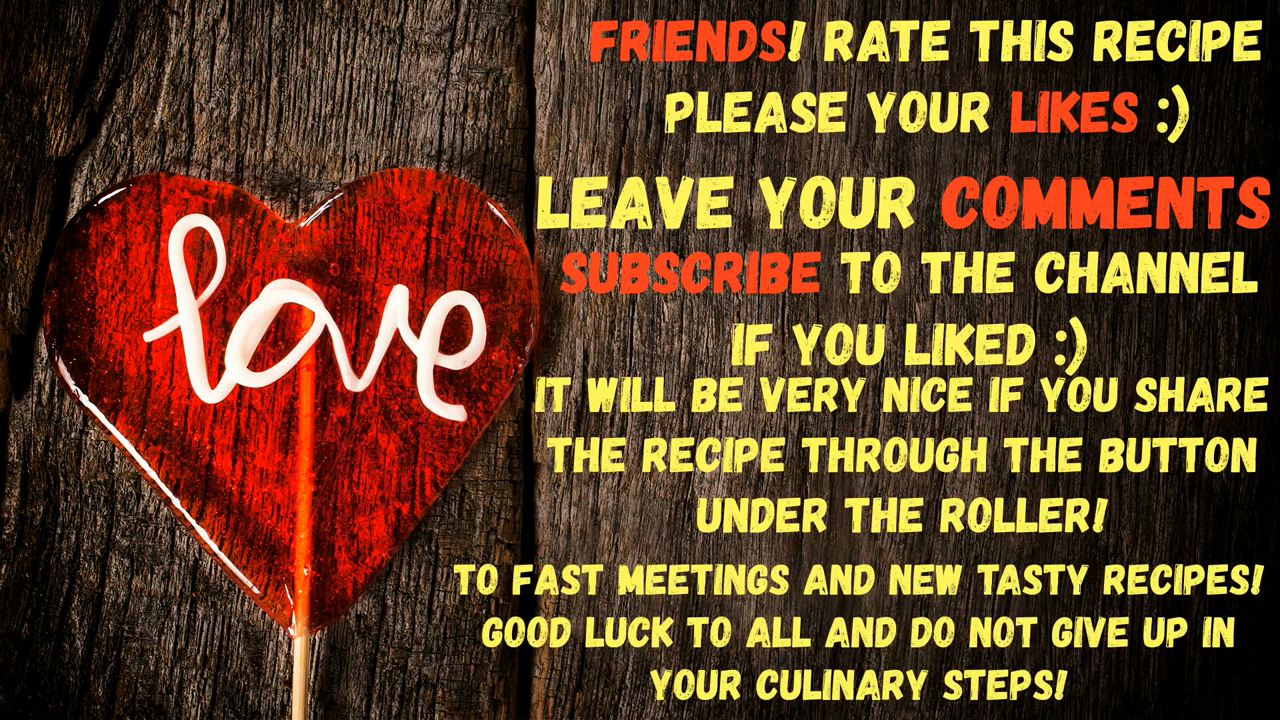 love
FRIENDS! RATE THIS RECIPE
PLEASE YOUR LIKES :)
LEAVE YOUR COMMENTS
SUBSCRIBE TO THE CHANNEL
IF YOU LIKED :)
IT WILL BE VERY NICE IF YOU SHARE
THE RECIPE THROUGH THE BUTTON
UNDER THE ROLLER!
TO FAST MEETINGS AND NEW TASTY RECIPES!
GOOD LUCK TO ALL AND DO NOT GIVE UP IN
YOUR CULINARY STEPS!